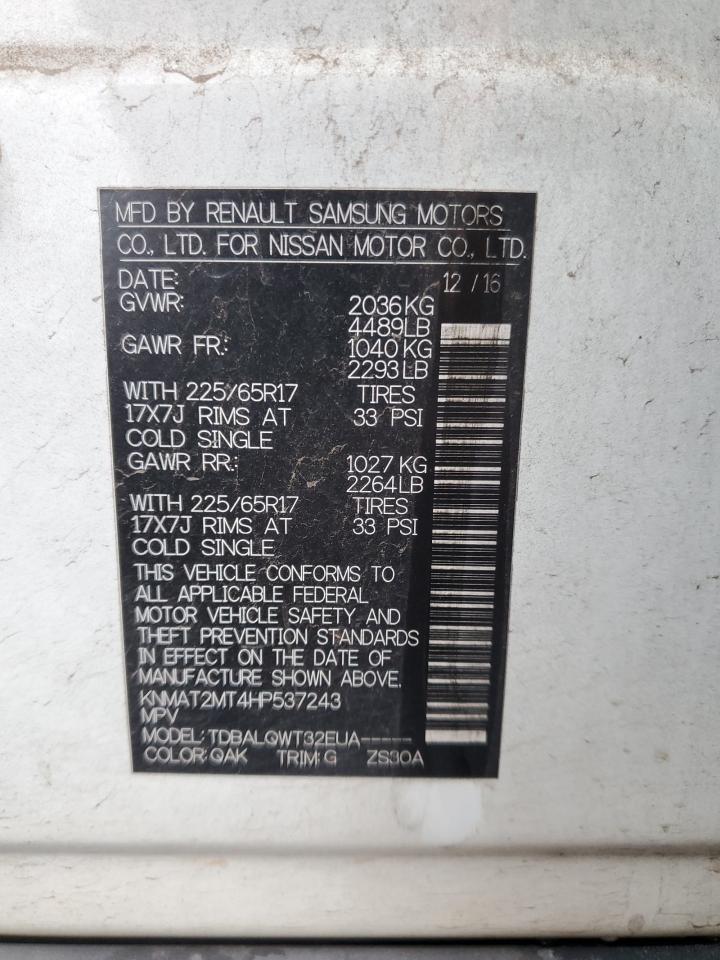 MFD BY RENAULT SAMSUNG MOTORS
CO., LTD. FOR NISSAN MOTOR CO., LTD.
DATE: 12 / 16
GVWR: 2036 KG
4489LB
GAWR FR.: 1040 KG
2293 LB
WITH 225/65R17 TIRES
17X7J RIMS AT 33 PSI
COLD SINGLE
GAWR RR.: 1027 KG
2264LB
WITH 225/65R17 TIRES
17X7J RIMS AT 33 PSI
COLD SINGLE
THIS VEHICLE CONFORMS TO
ALL APPLICABLE FEDERAL
MOTOR VEHICLE SAFETY AND
THEFT PREVENTION STANDARDS
IN EFFECT ON THE DATE OF
MANUFACTURE SHOWN ABOVE.
KNMAT2MT4HP537243
MPV
MODEL: TDBALQWT32EUA-----
COLOR: QAK TRIM: G ZS30A